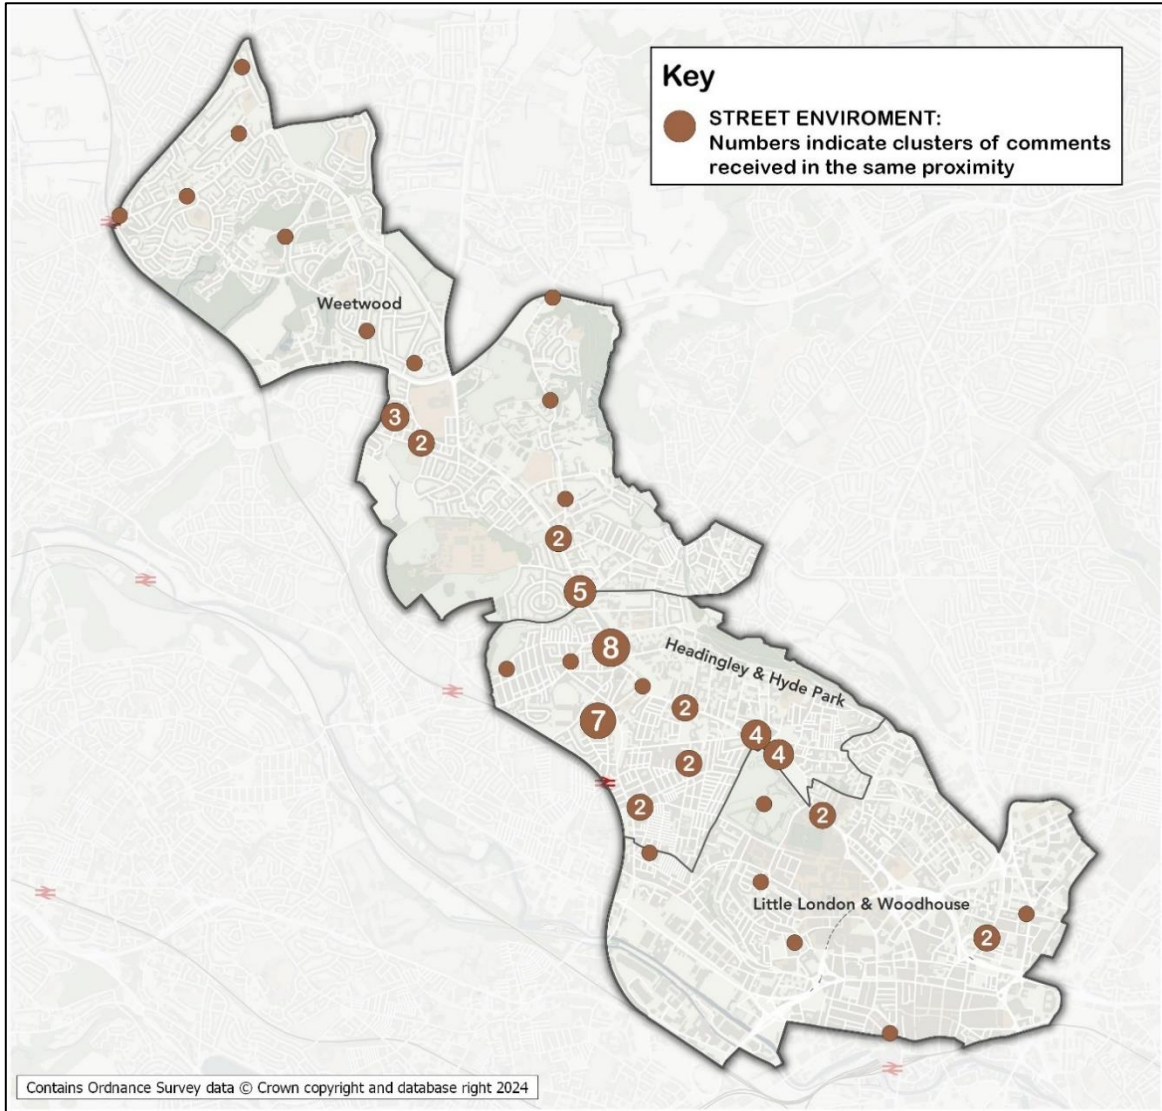 Key
STREET ENVIROMENT:
Numbers indicate clusters of comments
received in the same proximity
Weetwood
3
2
2
5
8
Headingley & Hyde Park
7
2
4
4
2
2
2
Little London & Woodhouse
2
Contains Ordnance Survey data © Crown copyright and database right 2024